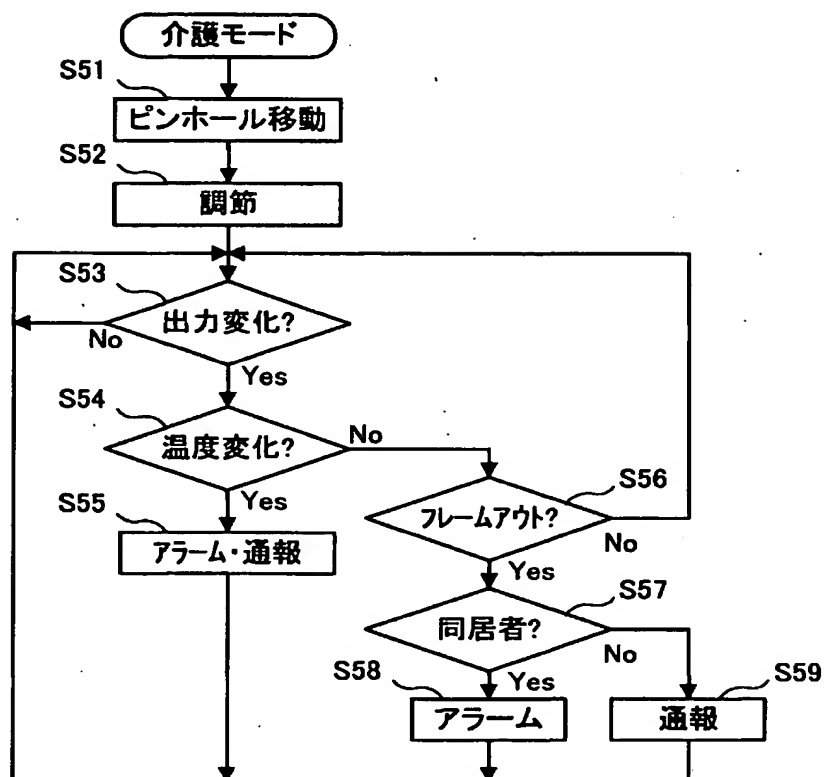 介護モード
S51
ピンホール移動
S52
調節
S53
出力変化?
No
Yes
S54
温度変化?
No
Yes
S55
アラーム・通報
S56
フレームアウト?
No
Yes
S57
同居者?
No
Yes
S58
アラーム
S59
通報